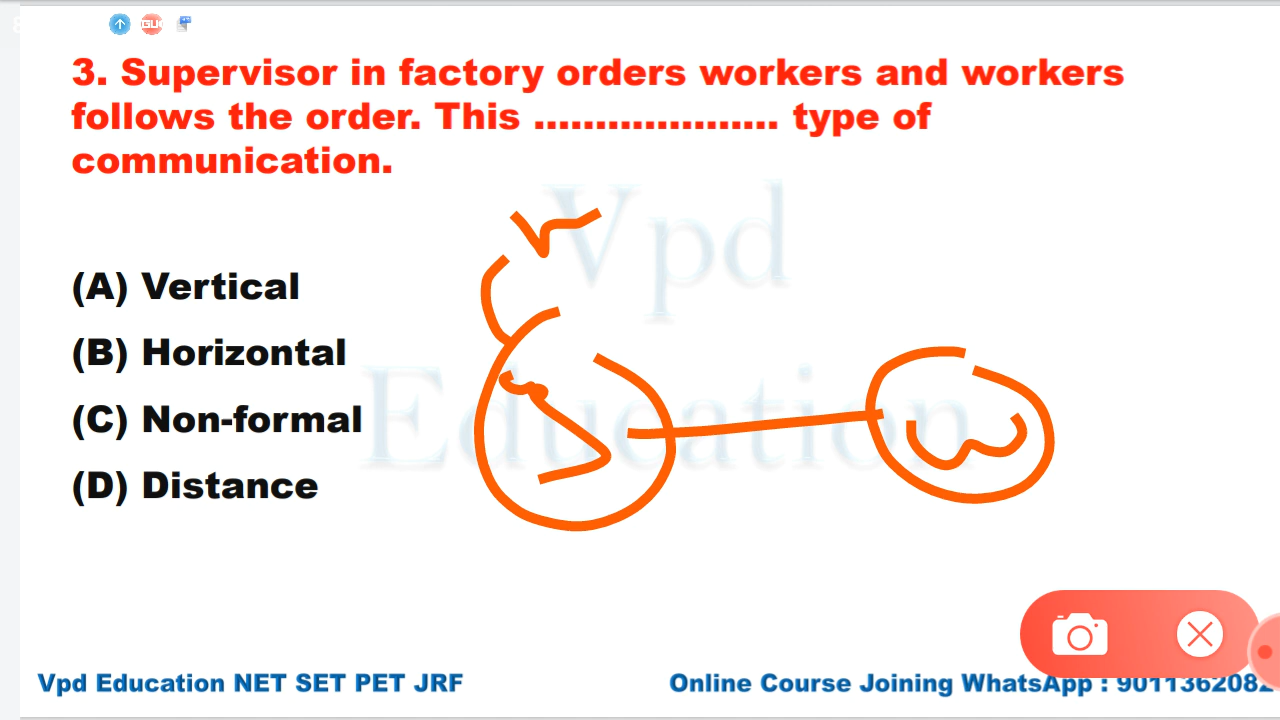 3. Supervisor in factory orders workers and workers
follows the order. This .................... type of
communication.
Vpd
(A) Vertical
(B) Horizontal
Education
(C) Non-formal
(D) Distance
S
w
Vpd Education NET SET PET JRF
Online Course Joining WhatsApp : 9011362082